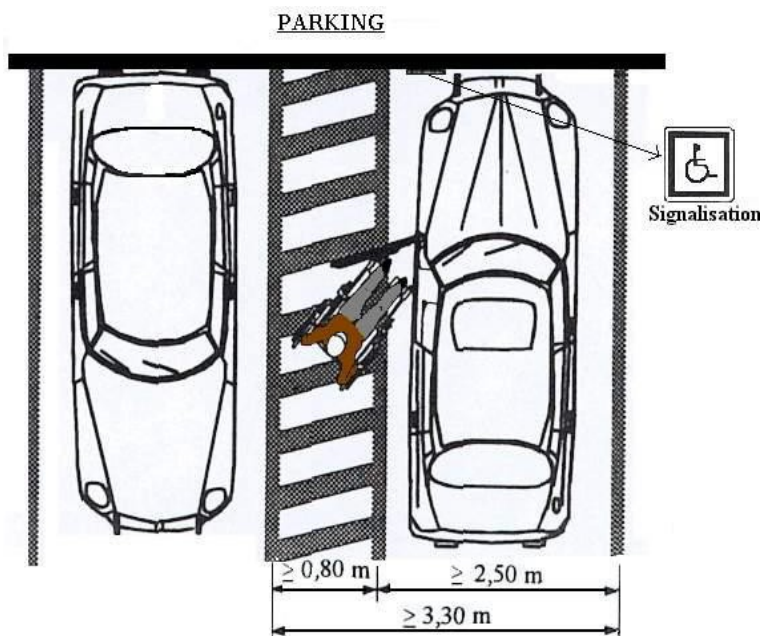 PARKING
Signalisation
≥ 0,80 m
≥ 2,50 m
≥ 3,30 m